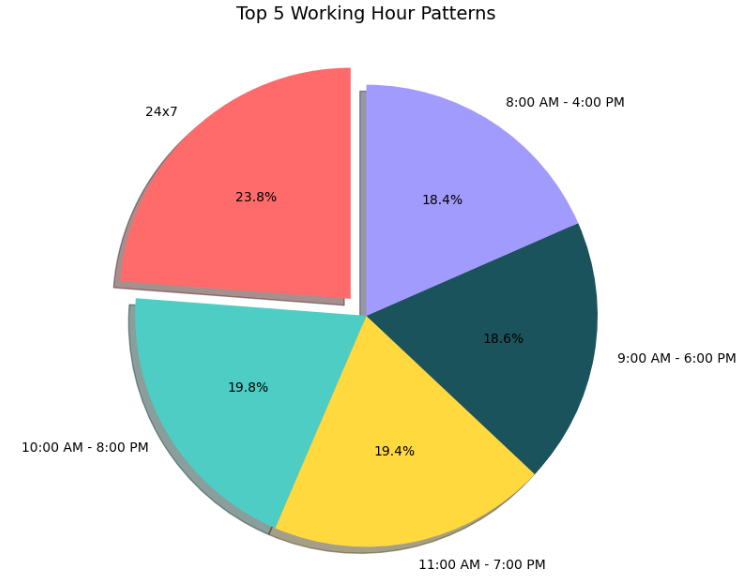 Top 5 Working Hour Patterns
24x7
8:00 AM - 4:00 PM
23.8%
18.4%
18.6%
9:00 AM - 6:00 PM
19.8%
10:00 AM - 8:00 PM
19.4%
11:00 AM - 7:00 PM